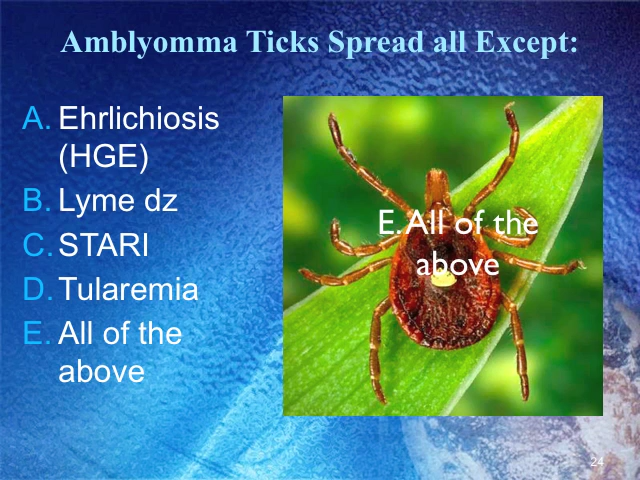 Amblyomma Ticks Spread all Except:
A. Ehrlichiosis
(HGE)
B. Lyme dz
C. STARI
D. Tularemia
E. All of the
above
E. All of the
above
24